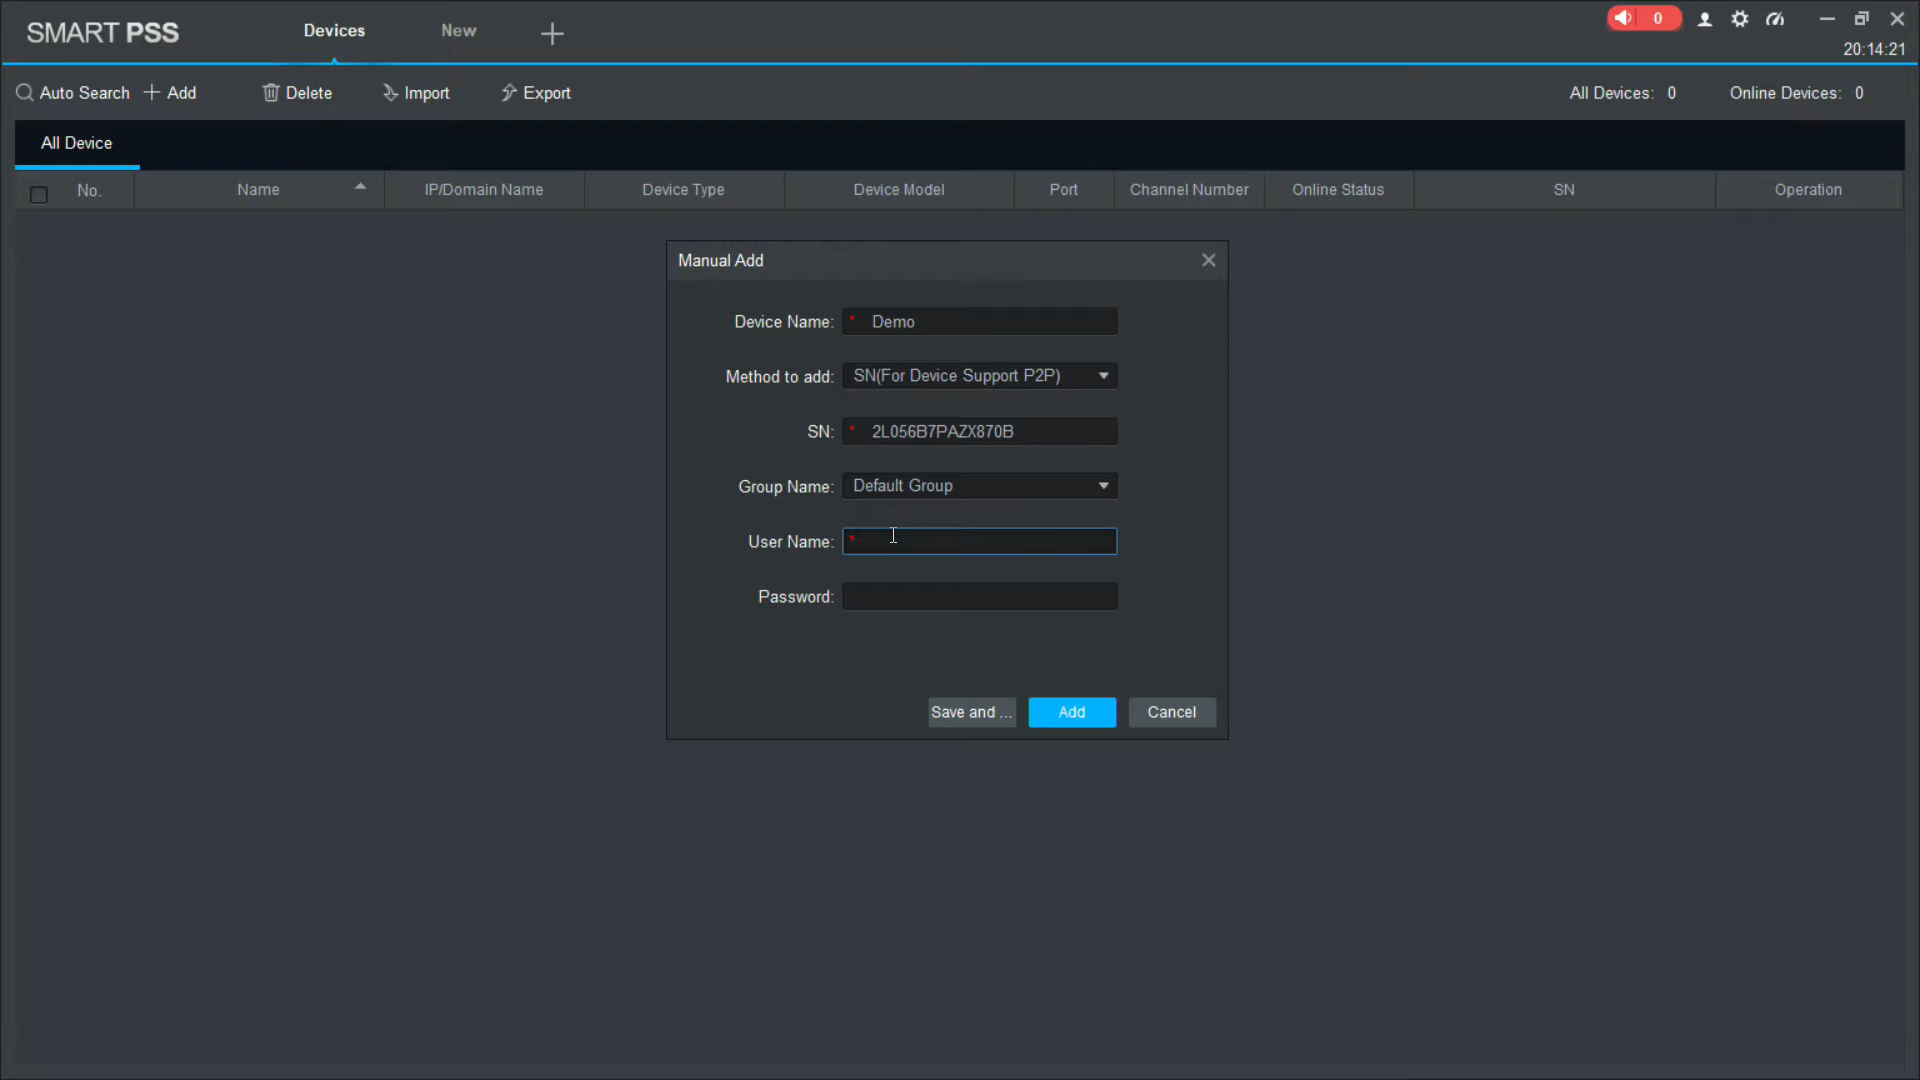 SMART PSS
Devices
New
0
20:14:21
Auto Search
Add
Delete
Import
Export
All Devices: 0
Online Devices: 0
All Device
No.
Name
IP/Domain Name
Device Type
Device Model
Port
Channel Number
Online Status
SN
Operation
Manual Add
Device Name: * Demo
Method to add: SN(For Device Support P2P)
SN: * 2L056B7PAZX870B
Group Name: Default Group
User Name: *
Password:
Save and ...
Add
Cancel